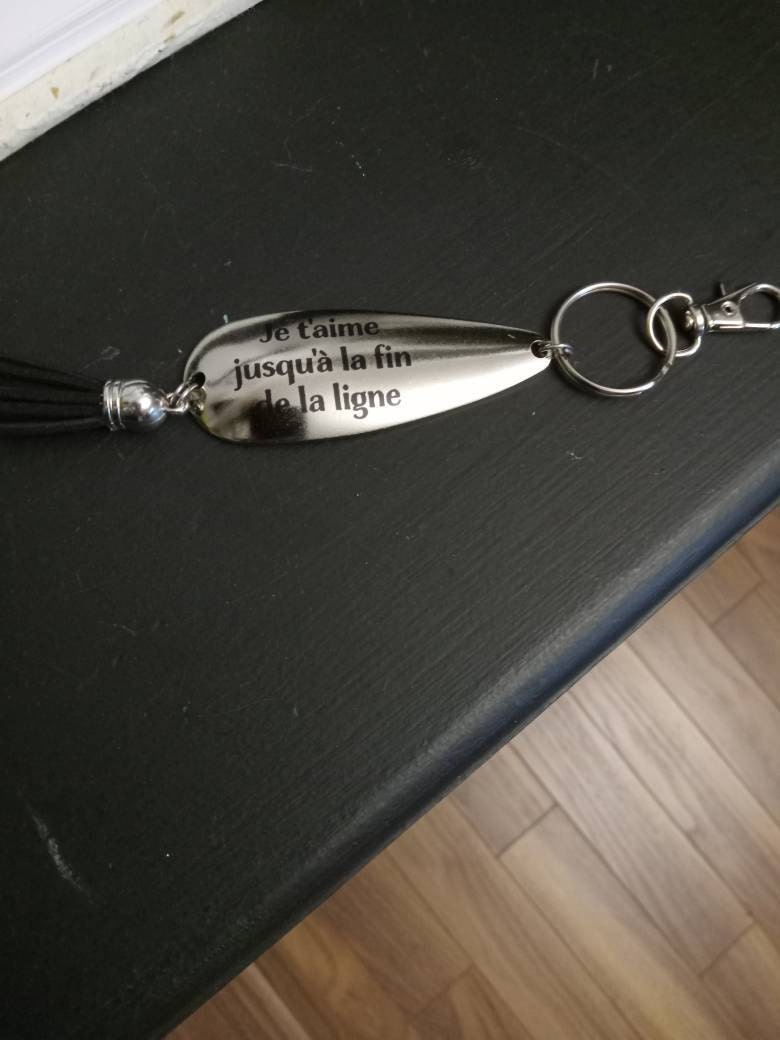 Je t'aime
jusqu'à la fin
de la ligne